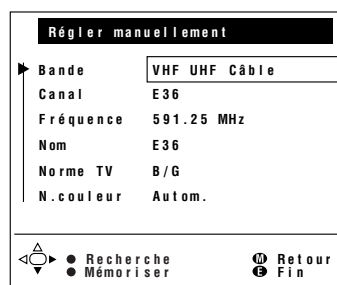 Régler manuellement
Bande VHF UHF Câble
Canal E36
Fréquence 591.25 MHz
Nom E36
Norme TV B/G
N.couleur Autom.
Recherche M Retour
Mémoriser E Fin